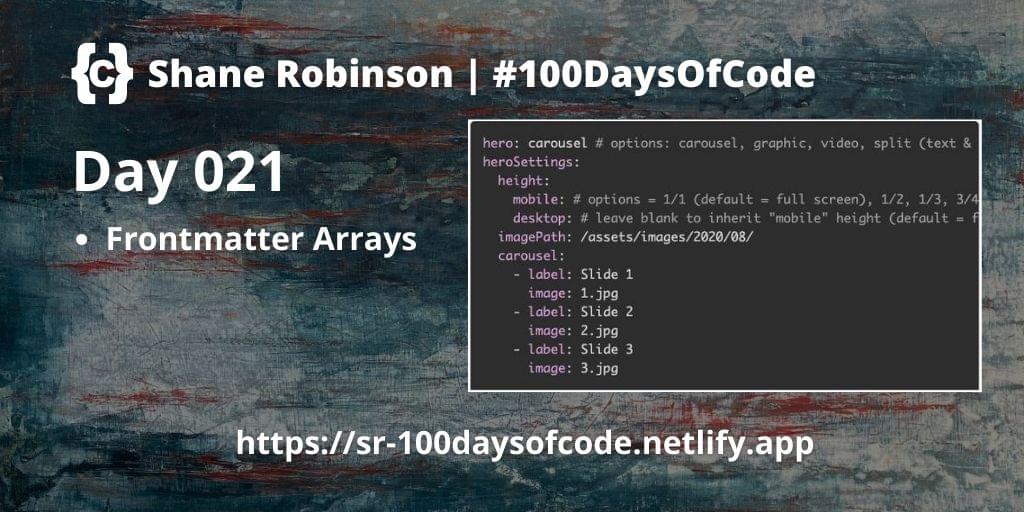 {C} Shane Robinson | #100DaysOfCode
Day 021
• Frontmatter Arrays
hero: carousel # options: carousel, graphic, video, split (text &
heroSettings:
  height:
    mobile: # options = 1/1 (default = full screen), 1/2, 1/3, 3/4
    desktop: # leave blank to inherit "mobile" height (default = f
  imagePath: /assets/images/2020/08/
  carousel:
    - label: Slide 1
      image: 1.jpg
    - label: Slide 2
      image: 2.jpg
    - label: Slide 3
      image: 3.jpg
https://sr-100daysofcode.netlify.app